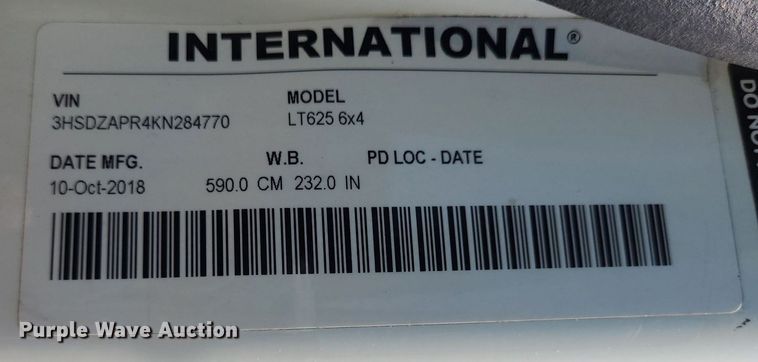 INTERNATIONAL®
VIN MODEL
3HSDZAPR4KN284770 LT625 6x4
DATE MFG. W.B. PD LOC - DATE
10-Oct-2018 590.0 CM 232.0 IN
DO NOT
Purple Wave Auction